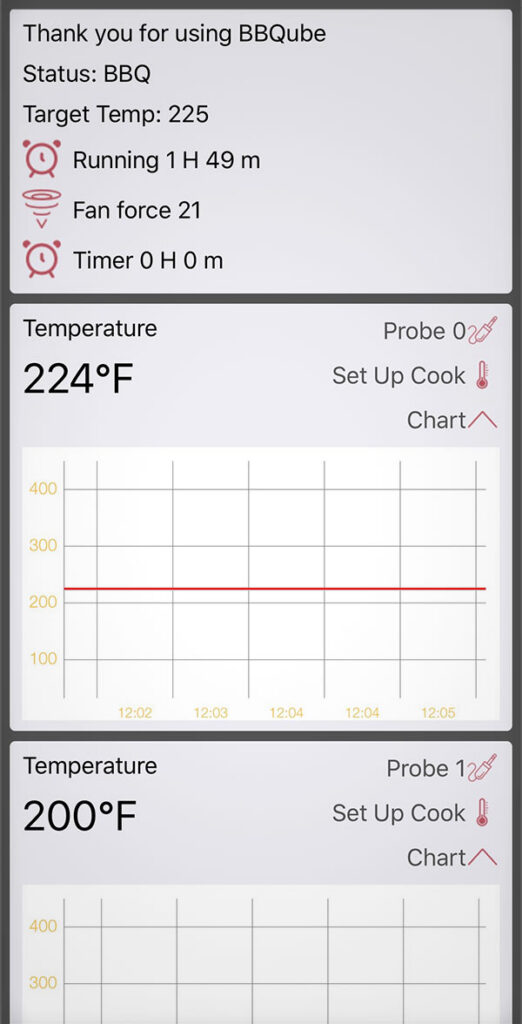 Thank you for using BBQube
Status: BBQ
Target Temp: 225
Running 1 H 49 m
Fan force 21
Timer 0 H 0 m
Temperature
Probe 0
224°F
Set Up Cook
Chart
400
300
200
100
12:02 12:03 12:04 12:04 12:05
Temperature
Probe 1
200°F
Set Up Cook
Chart
400
300